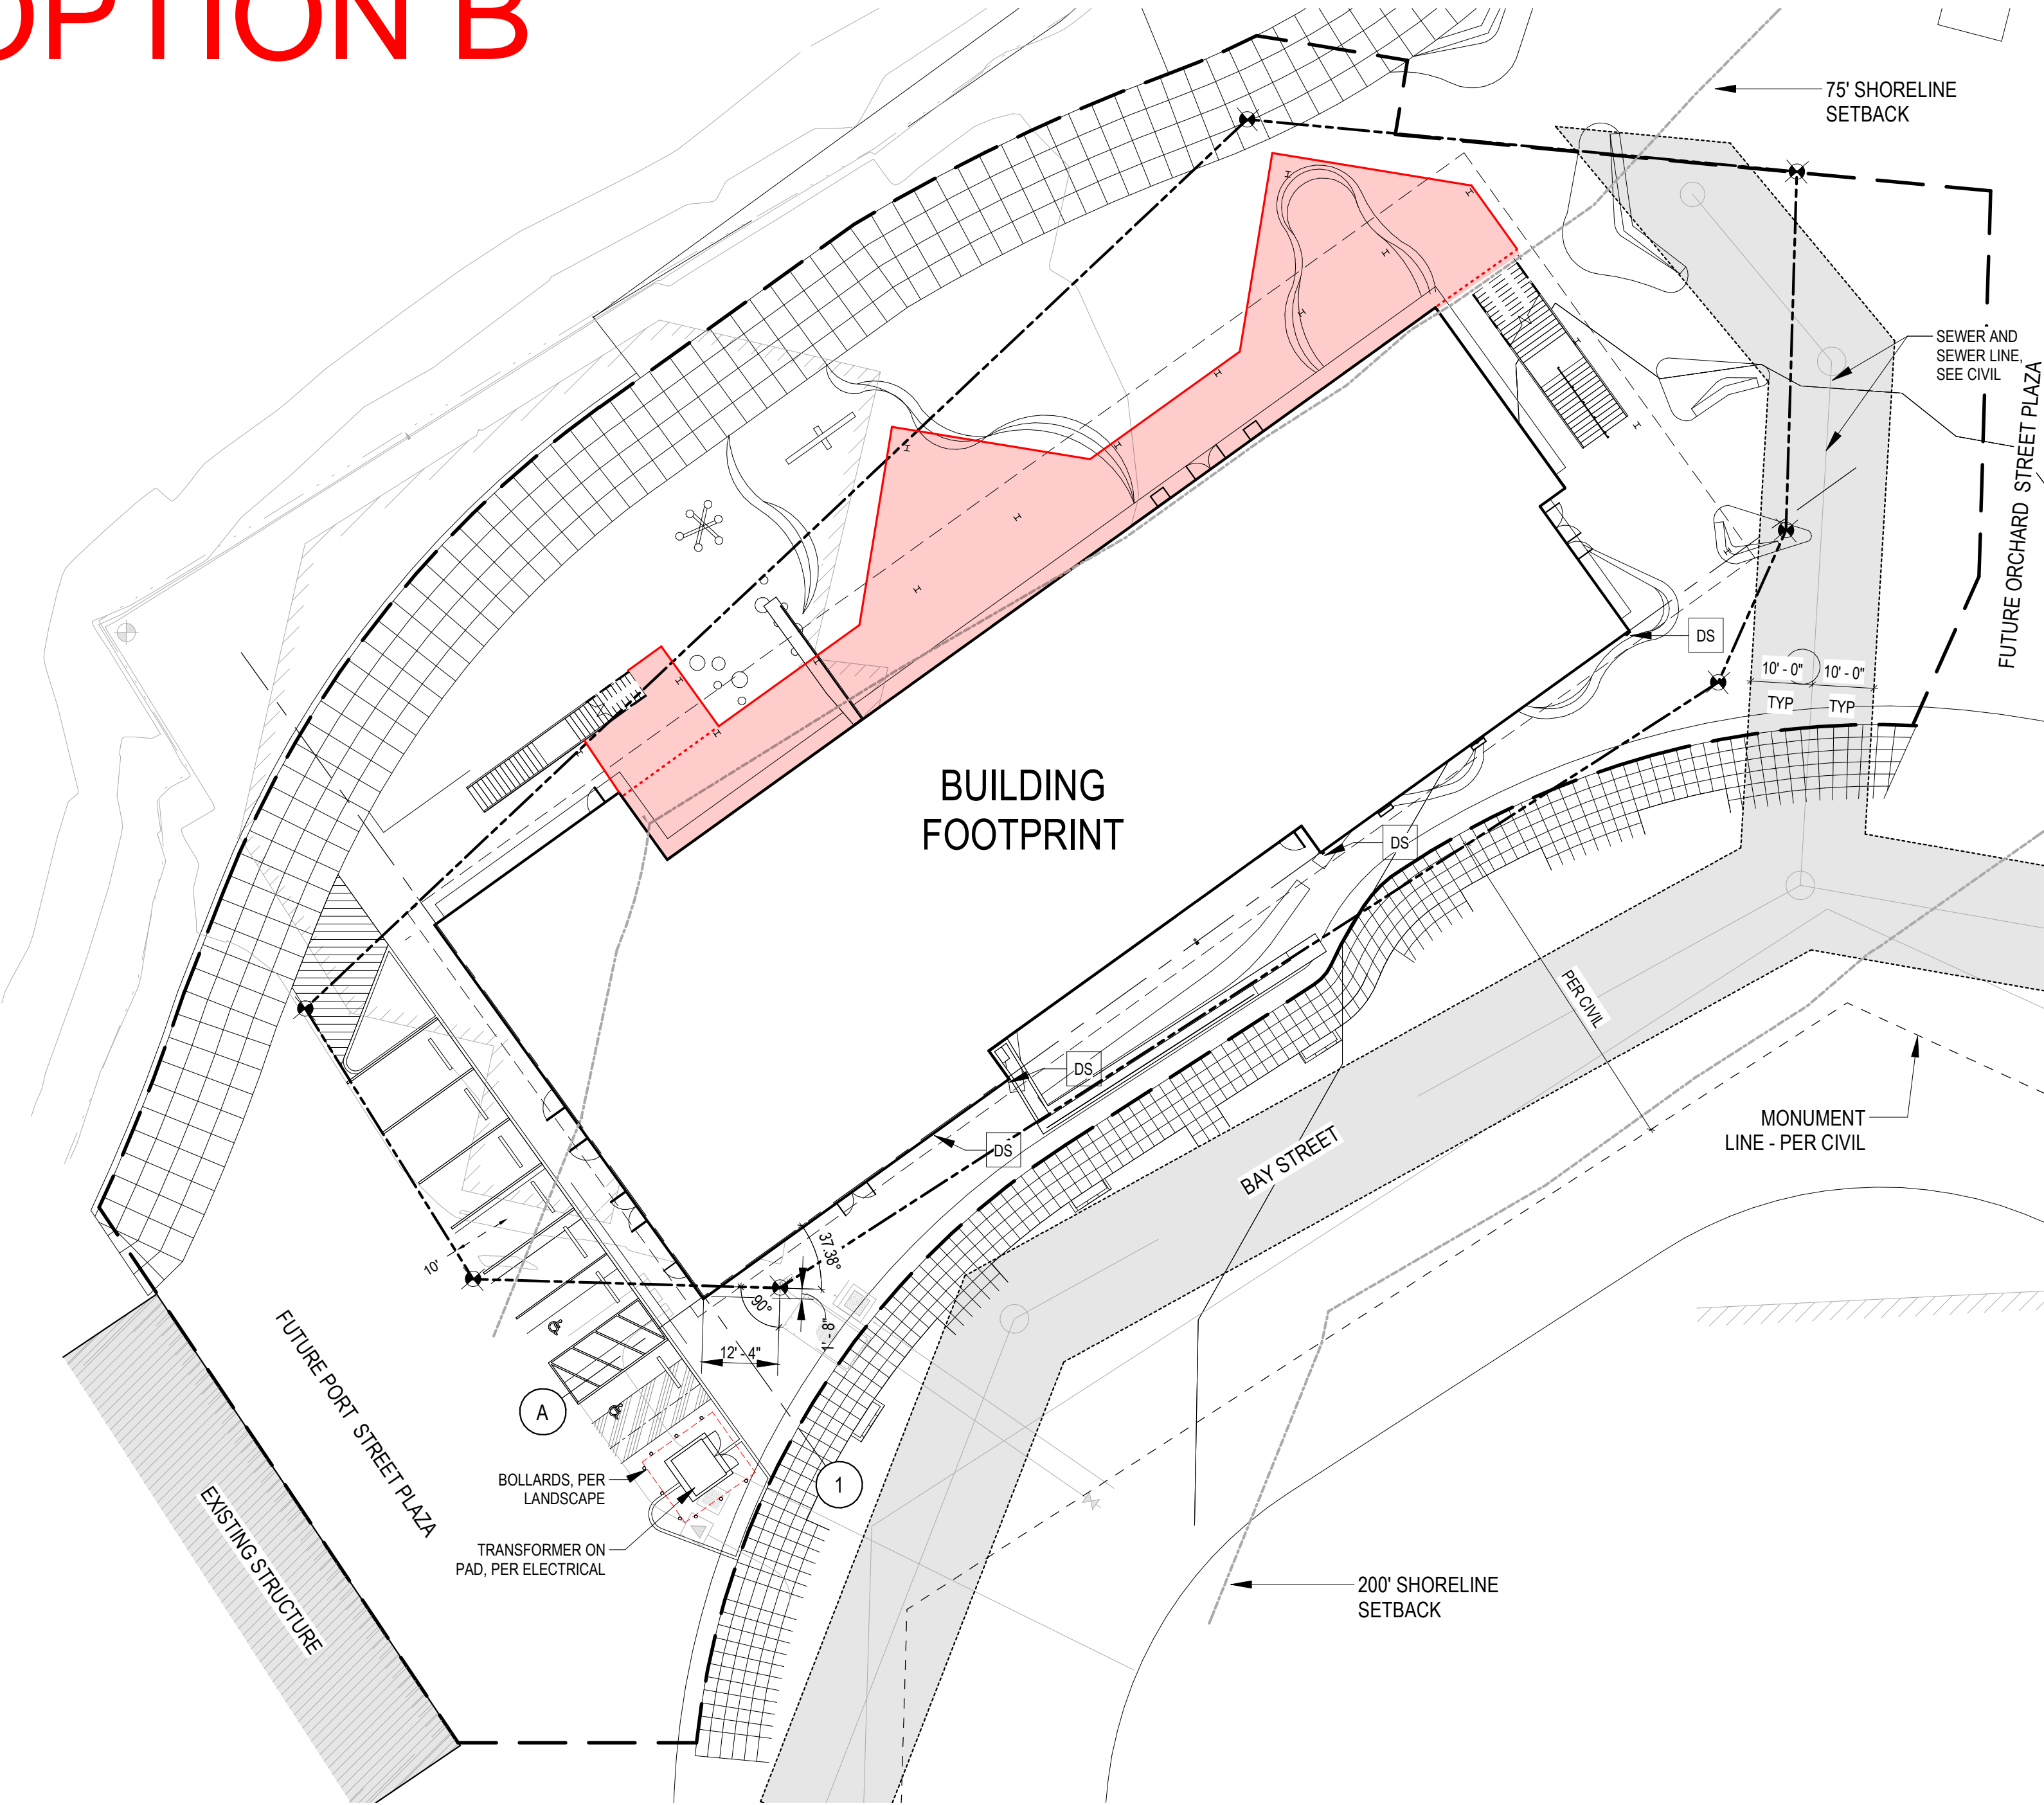 OPTION B
75' SHORELINE
SETBACK
SEWER AND
SEWER LINE,
SEE CIVIL
FUTURE ORCHARD STREET PLAZA
DS
10' - 0"
10' - 0"
TYP
TYP
BUILDING
FOOTPRINT
DS
PER CIVIL
DS
MONUMENT
LINE - PER CIVIL
DS
BAY STREET
37.38°
10'
90°
1' - 8"
12' - 4"
FUTURE PORT STREET PLAZA
A
1
BOLLARDS, PER
LANDSCAPE
EXISTING STRUCTURE
TRANSFORMER ON
PAD, PER ELECTRICAL
200' SHORELINE
SETBACK